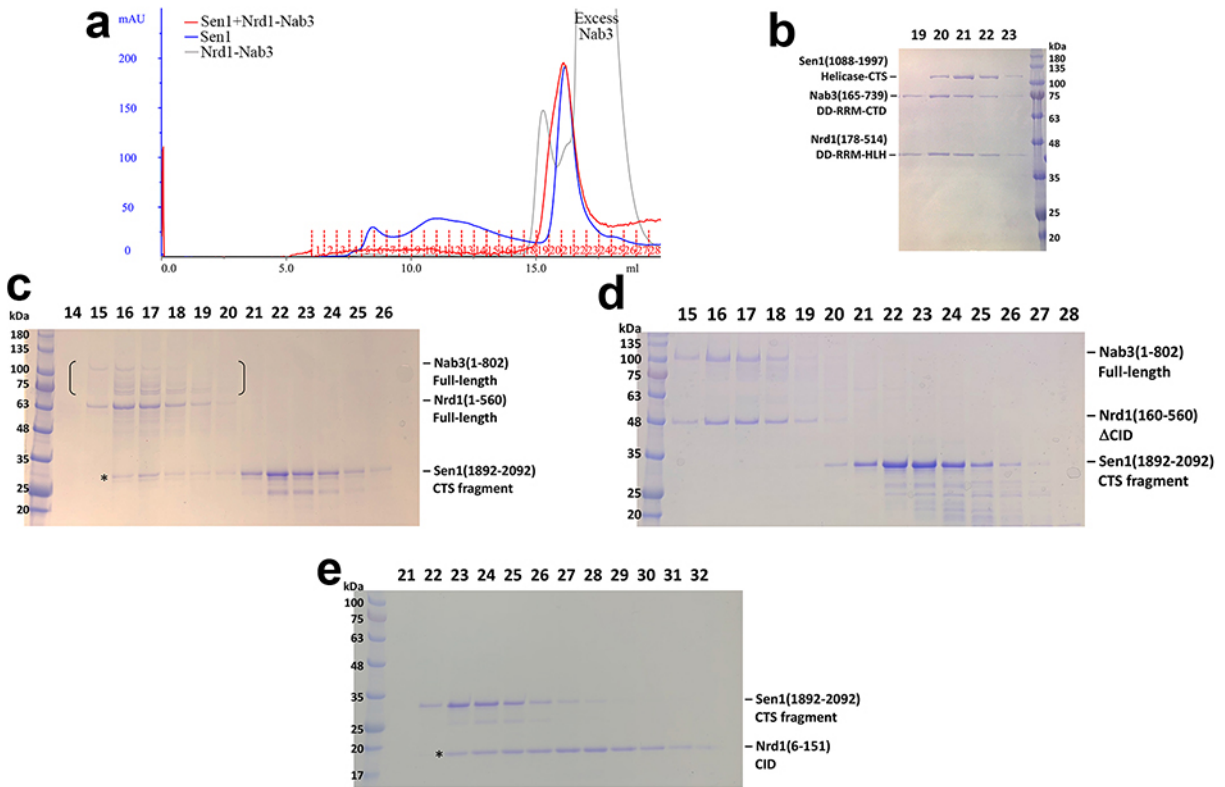 a
mAU
200
150
100
50
0
0.0
5.0
10.0
15.0
ml
Sen1+Nrd1-Nab3
Sen1
Nrd1-Nab3
Excess
Nab3
b
19 20 21 22 23
kDa
Sen1(1088-1997)
Helicase-CTS
Nab3(165-739)
DD-RRM-CTD
Nrd1(178-514)
DD-RRM-HLH
180
135
100
75
63
48
35
25
20
c
14 15 16 17 18 19 20 21 22 23 24 25 26
kDa
180
135
100
75
63
48
35
25
20
*
Nab3(1-802)
Full-length
Nrd1(1-560)
Full-length
Sen1(1892-2092)
CTS fragment
d
15 16 17 18 19 20 21 22 23 24 25 26 27 28
kDa
135
100
75
63
48
35
25
20
Nab3(1-802)
Full-length
Nrd1(160-560)
ΔCID
Sen1(1892-2092)
CTS fragment
e
21 22 23 24 25 26 27 28 29 30 31 32
kDa
100
75
63
48
35
25
20
17
*
Sen1(1892-2092)
CTS fragment
Nrd1(6-151)
CID